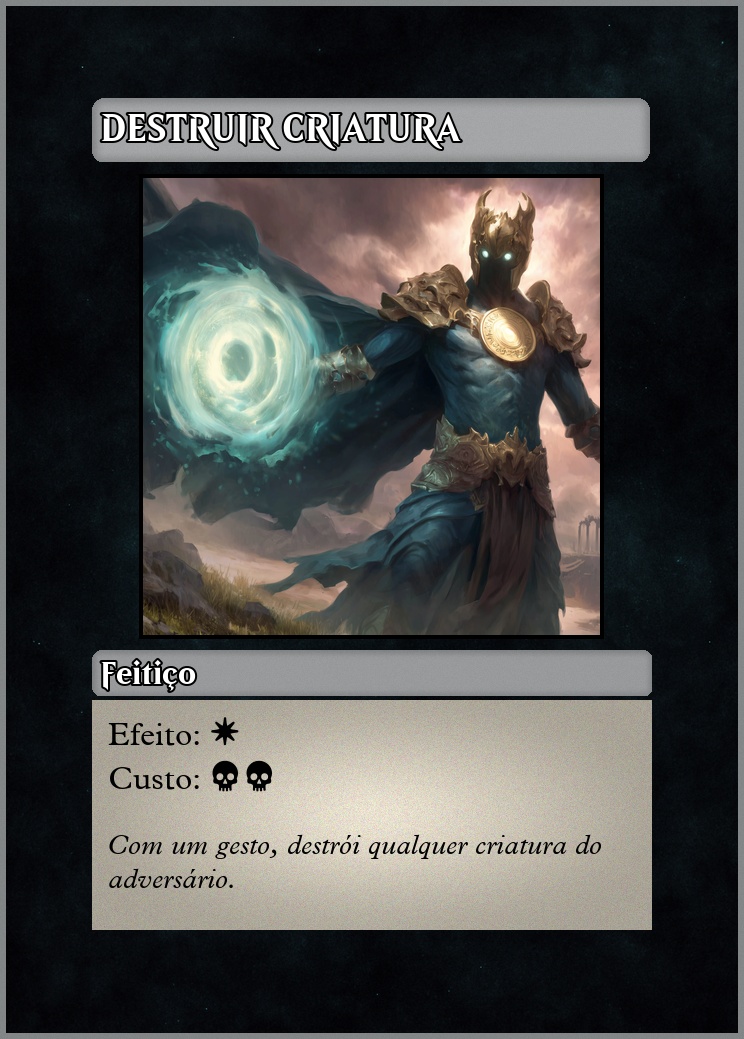 DESTRUIR CRIATURA
Feitiço
Efeito: ✷
Custo: 💀💀
Com um gesto, destrói qualquer criatura do
adversário.